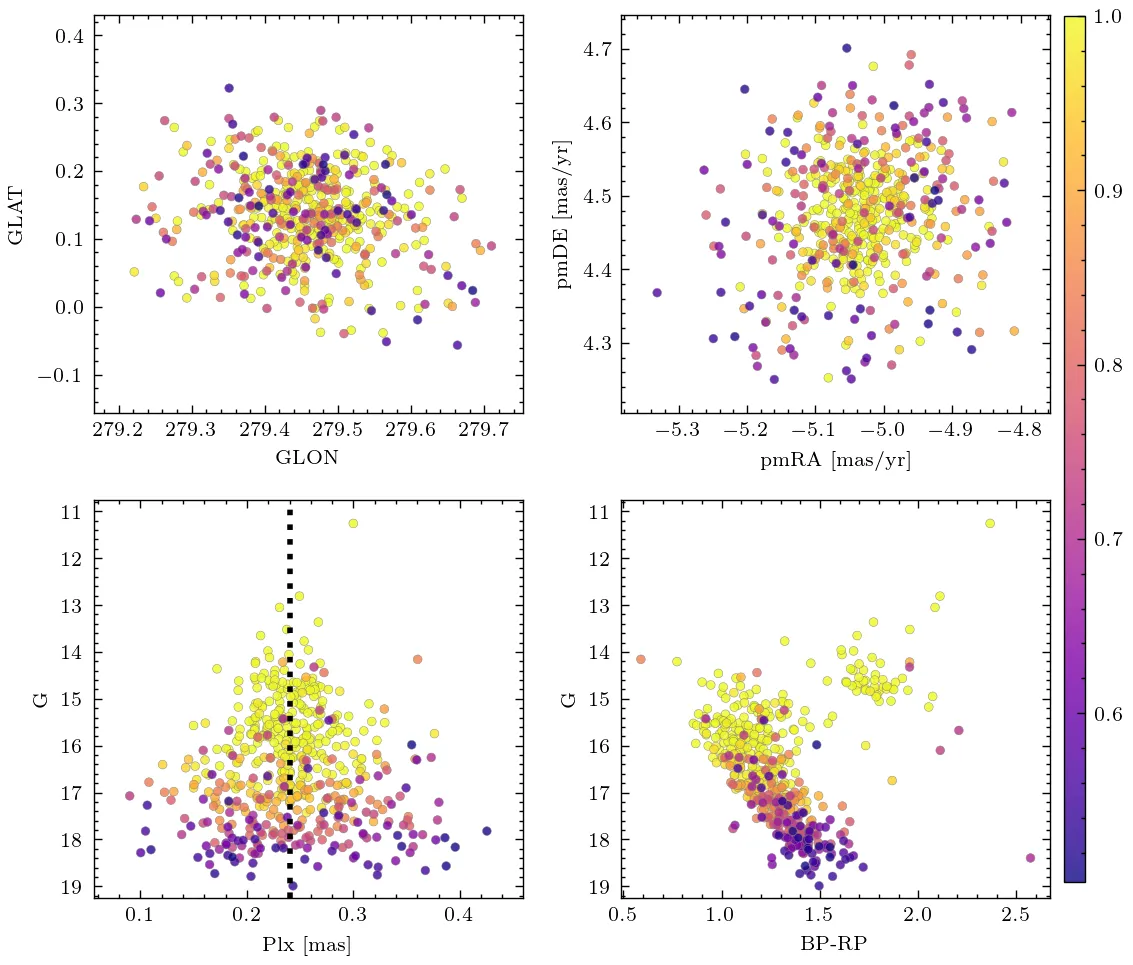 0.4
0.3
0.2
0.1
0.0
−0.1
GLAT
279.2 279.3 279.4 279.5 279.6 279.7
GLON
4.7
4.6
4.5
4.4
4.3
pmDE [mas/yr]
−5.3 −5.2 −5.1 −5.0 −4.9 −4.8
pmRA [mas/yr]
1.0
0.9
0.8
0.7
0.6
11
12
13
14
15
16
17
18
19
G
0.1 0.2 0.3 0.4
Plx [mas]
11
12
13
14
15
16
17
18
19
G
0.5 1.0 1.5 2.0 2.5
BP-RP